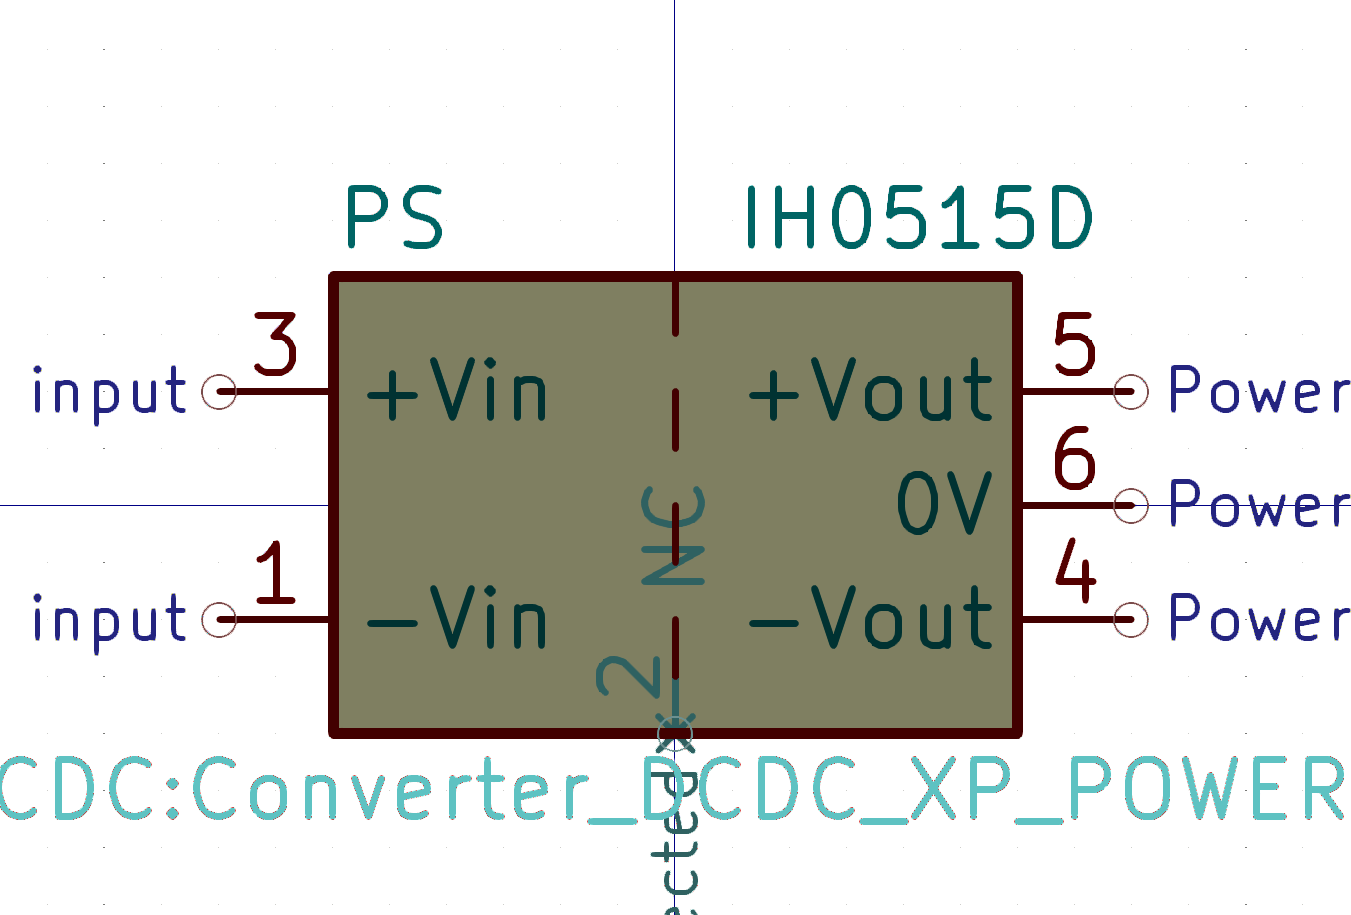 PS IH0515D
3 5
input +Vin +Vout Power
6
0V Power
NC
1 4
input -Vin -Vout Power
2
CDC:Converter_DCDC_XP_POWER
ected